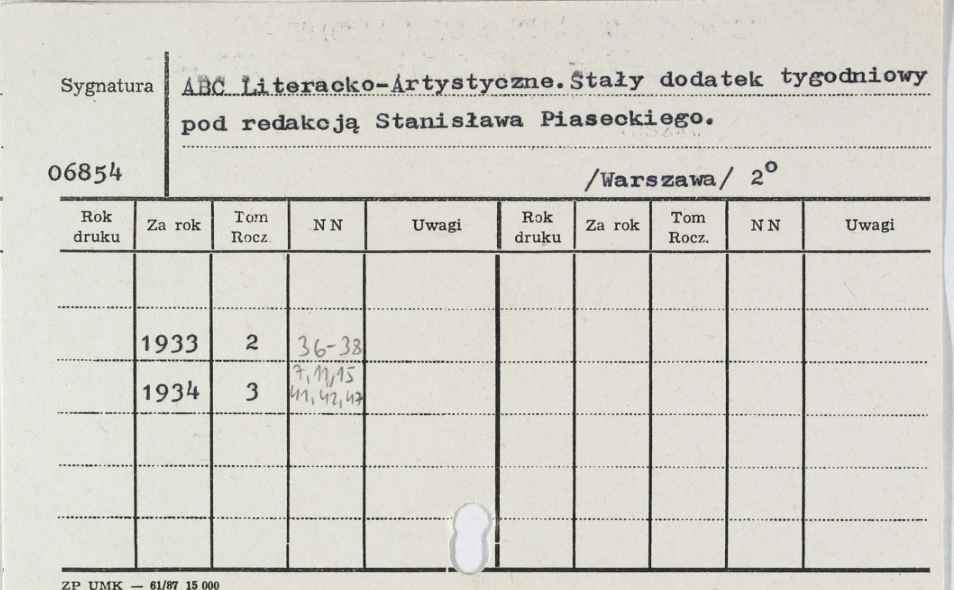 Sygnatura
ABC Literacko-Artystyczne.Stały dodatek tygodniowy
pod redakcją Stanisława Piaseckiego.
06854
/Warszawa/ 2º
Rok druku Za rok Tom Rocz. NN Uwagi Rok druku Za rok Tom Rocz. NN Uwagi
1933 2 36-38
7, 11, 15
1934 3 41, 42, 47
ZP UMK — 61/87 15 000